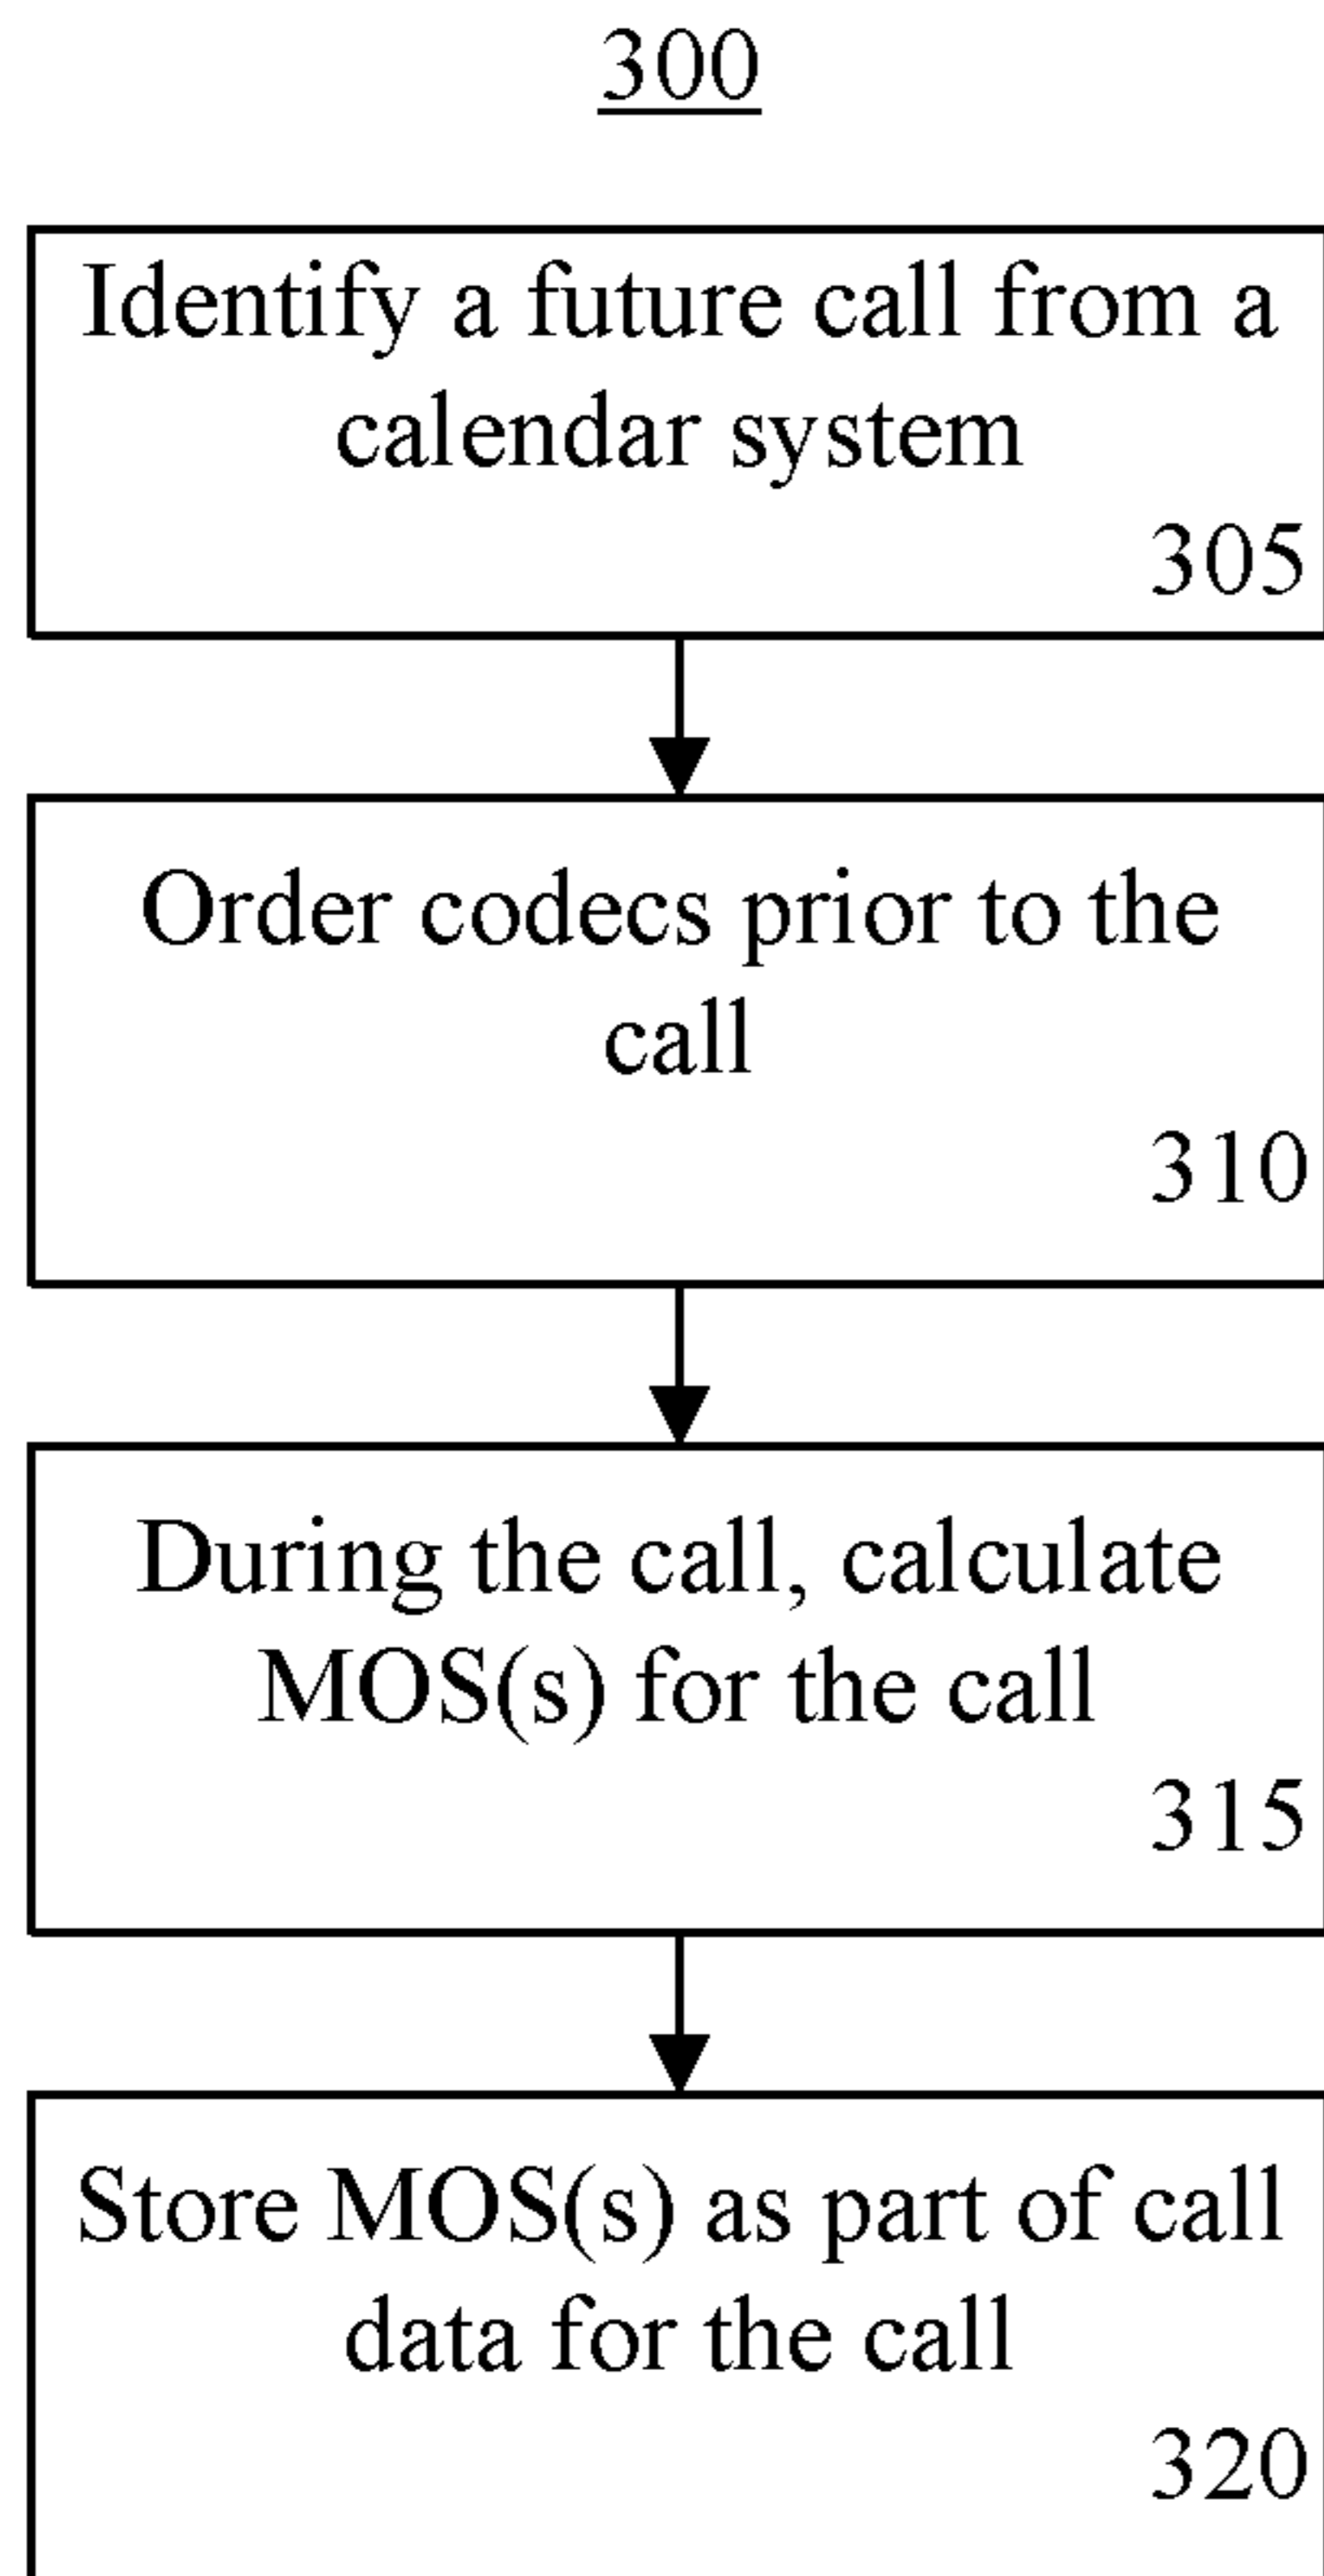 300
Identify a future call from a
calendar system
305
Order codecs prior to the
call
310
During the call, calculate
MOS(s) for the call
315
Store MOS(s) as part of call
data for the call
320